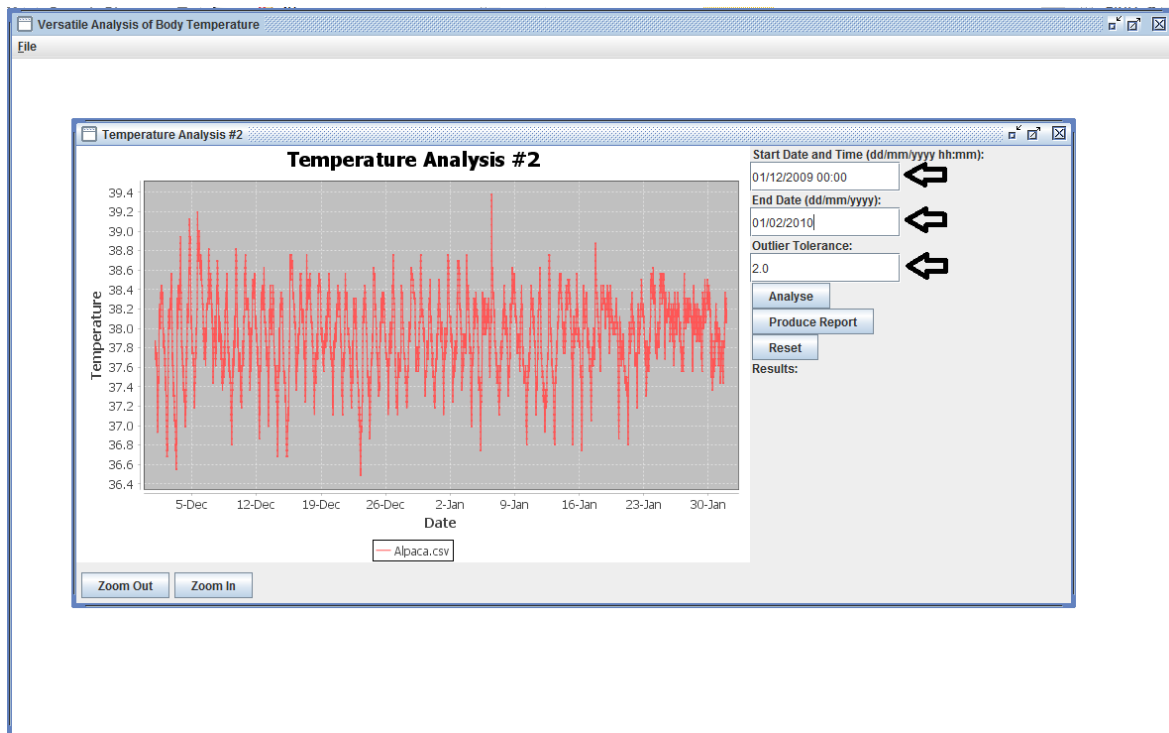 Versatile Analysis of Body Temperature
File
Temperature Analysis #2
Temperature Analysis #2
39.4
39.2
39.0
38.8
38.6
38.4
38.2
38.0
37.8
37.6
37.4
37.2
37.0
36.8
36.6
36.4
Temperature
5-Dec 12-Dec 19-Dec 26-Dec 2-Jan 9-Jan 16-Jan 23-Jan 30-Jan
Date
Alpaca.csv
Start Date and Time (dd/mm/yyyy hh:mm):
01/12/2009 00:00
End Date (dd/mm/yyyy):
01/02/2010
Outlier Tolerance:
2.0
Analyse
Produce Report
Reset
Results:
Zoom Out Zoom In